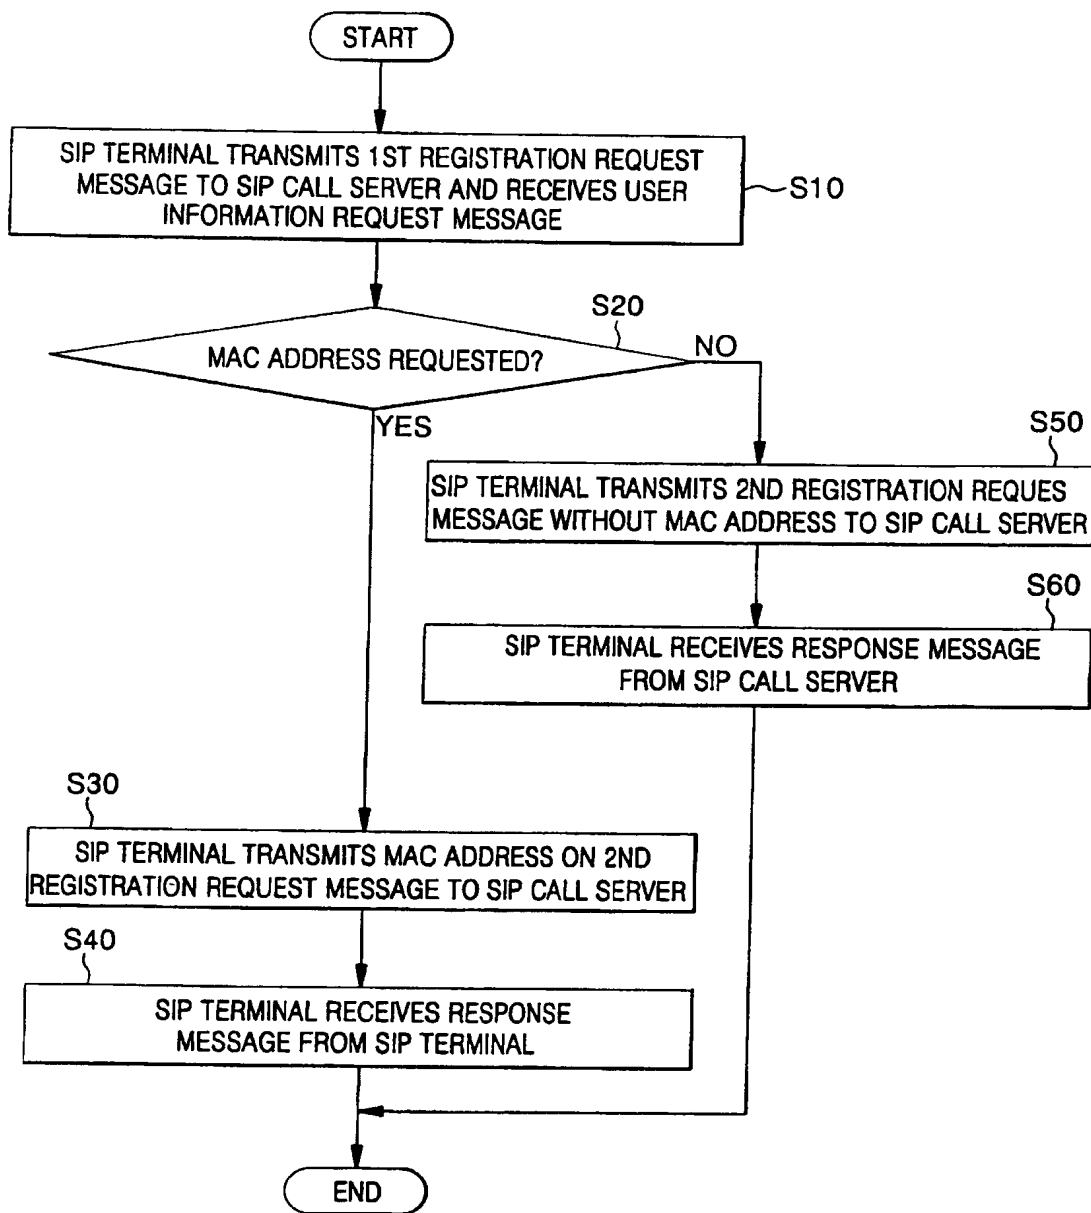 START
SIP TERMINAL TRANSMITS 1ST REGISTRATION REQUEST
MESSAGE TO SIP CALL SERVER AND RECEIVES USER
INFORMATION REQUEST MESSAGE
S10
S20
MAC ADDRESS REQUESTED?
NO
YES
S50
SIP TERMINAL TRANSMITS 2ND REGISTRATION REQUES
MESSAGE WITHOUT MAC ADDRESS TO SIP CALL SERVER
S60
SIP TERMINAL RECEIVES RESPONSE MESSAGE
FROM SIP CALL SERVER
S30
SIP TERMINAL TRANSMITS MAC ADDRESS ON 2ND
REGISTRATION REQUEST MESSAGE TO SIP CALL SERVER
S40
SIP TERMINAL RECEIVES RESPONSE
MESSAGE FROM SIP TERMINAL
END